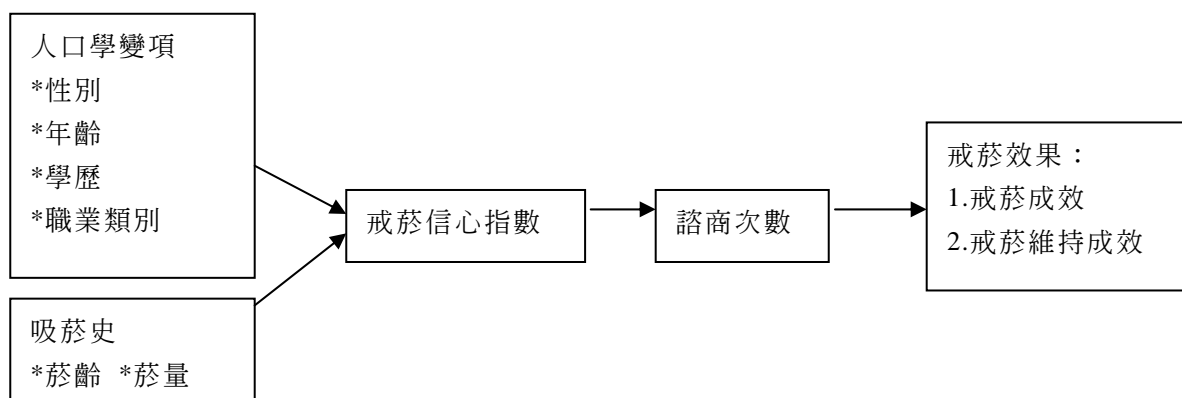 人口學變項
*性別
*年齡
*學歷
*職業類別
吸菸史
*菸齡 *菸量
戒菸信心指數
諮商次數
戒菸效果：
1.戒菸成效
2.戒菸維持成效